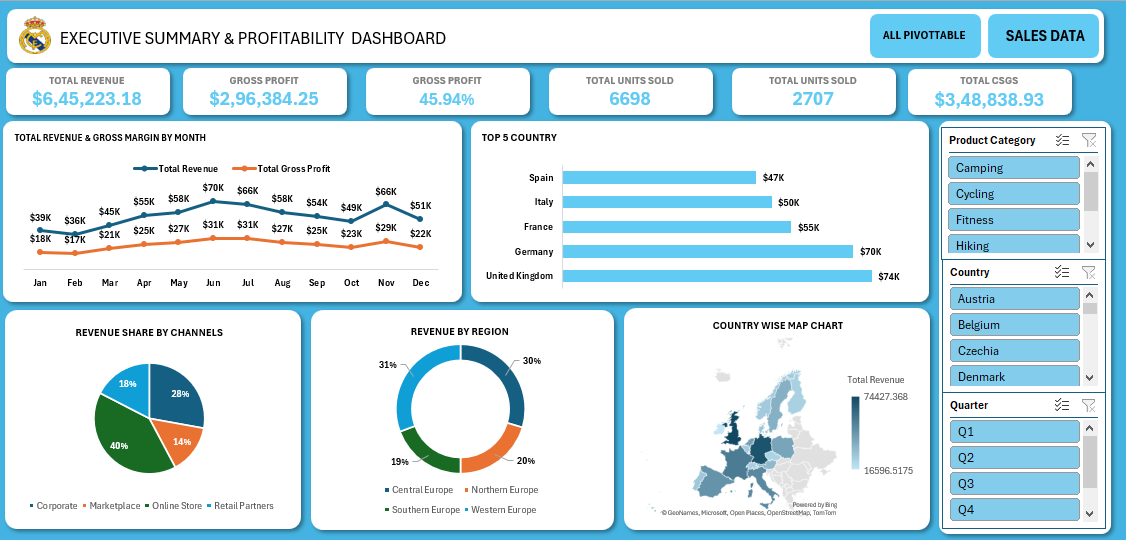 EXECUTIVE SUMMARY & PROFITABILITY DASHBOARD
ALL PIVOTTABLE
SALES DATA
TOTAL REVENUE
$6,45,223.18
GROSS PROFIT
$2,96,384.25
GROSS PROFIT
45.94%
TOTAL UNITS SOLD
6698
TOTAL UNITS SOLD
2707
TOTAL CSGS
$3,48,838.93
TOTAL REVENUE & GROSS MARGIN BY MONTH
Total Revenue Total Gross Profit
$39K $36K $45K $55K $58K $70K $66K $58K $54K $49K $66K $51K
$18K $17K $21K $25K $27K $31K $31K $27K $25K $23K $29K $22K
Jan Feb Mar Apr May Jun Jul Aug Sep Oct Nov Dec
TOP 5 COUNTRY
Spain $47K
Italy $50K
France $55K
Germany $70K
United Kingdom $74K
Product Category
Camping
Cycling
Fitness
Hiking
Country
Austria
Belgium
Czechia
Denmark
Quarter
Q1
Q2
Q3
Q4
REVENUE SHARE BY CHANNELS
18%
28%
40%
14%
Corporate Marketplace Online Store Retail Partners
REVENUE BY REGION
31%
30%
19%
20%
Central Europe Northern Europe
Southern Europe Western Europe
COUNTRY WISE MAP CHART
Total Revenue
74427.368
16596.5175
Powered by Bing
© GeoNames, Microsoft, Open Places, OpenStreetMap, TomTom